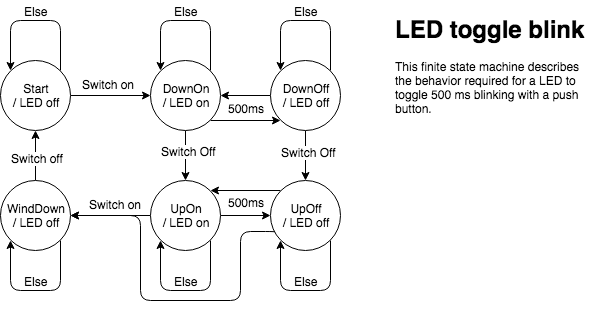 Else
Else
Else
LED toggle blink
This finite state machine describes
the behavior required for a LED to
toggle 500 ms blinking with a push
button.
Start
/ LED off
Switch on
DownOn
/ LED on
500ms
DownOff
/ LED off
Switch off
Switch Off
Switch Off
WindDown
/ LED off
Switch on
UpOn
/ LED on
500ms
UpOff
/ LED off
Else
Else
Else